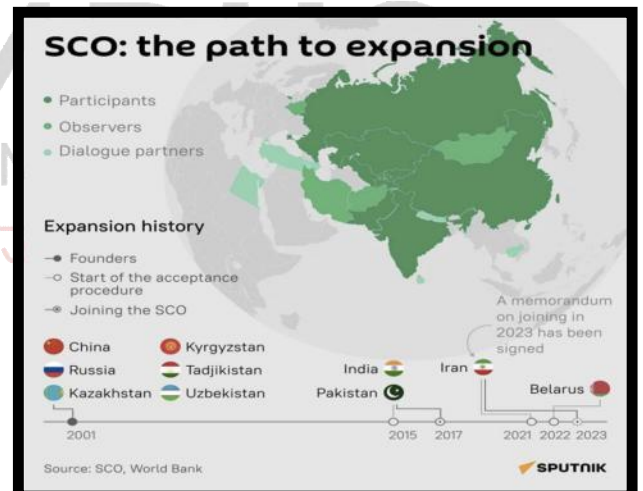 SCO: the path to expansion
Participants
Observers
Dialogue partners
Expansion history
Founders
Start of the acceptance
procedure
Joining the SCO
A memorandum
on joining in
2023 has been
signed
China
Kyrgyzstan
Russia
Tadjikistan
Kazakhstan
Uzbekistan
India
Pakistan
Iran
Belarus
2001
2015
2017
2021
2022
2023
Source: SCO, World Bank
SPUTNIK